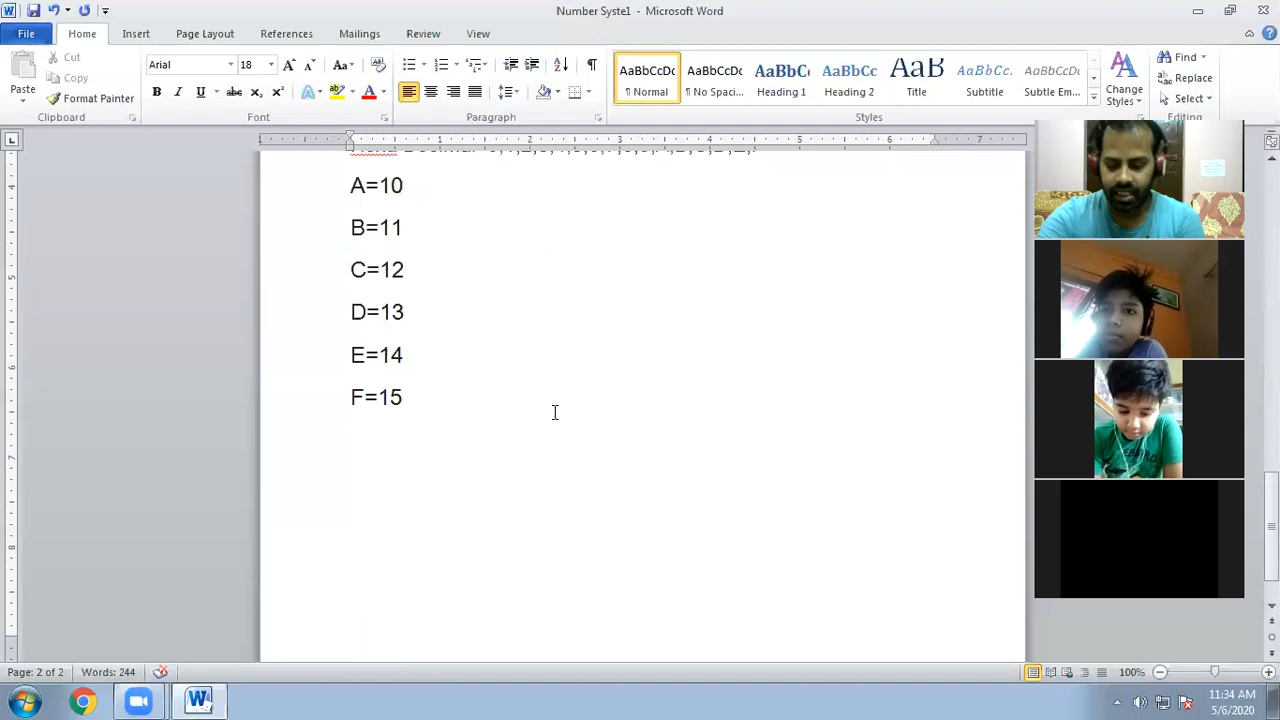 Number Syste1 - Microsoft Word
File Home Insert Page Layout References Mailings Review View
Cut
Copy
Format Painter
Paste
Clipboard
Arial 18
Font
Paragraph
AaBbCcDc AaBbCcDc AaBbC AaBbCc AaB AaBbCc. AaBbCcDc
¶ Normal ¶ No Spaci... Heading 1 Heading 2 Title Subtitle Subtle Em...
Styles
Change Styles
Find
Replace
Select
Editing
A=10
B=11
C=12
D=13
E=14
F=15
Page: 2 of 2 Words: 244 100%
11:34 AM
5/6/2020